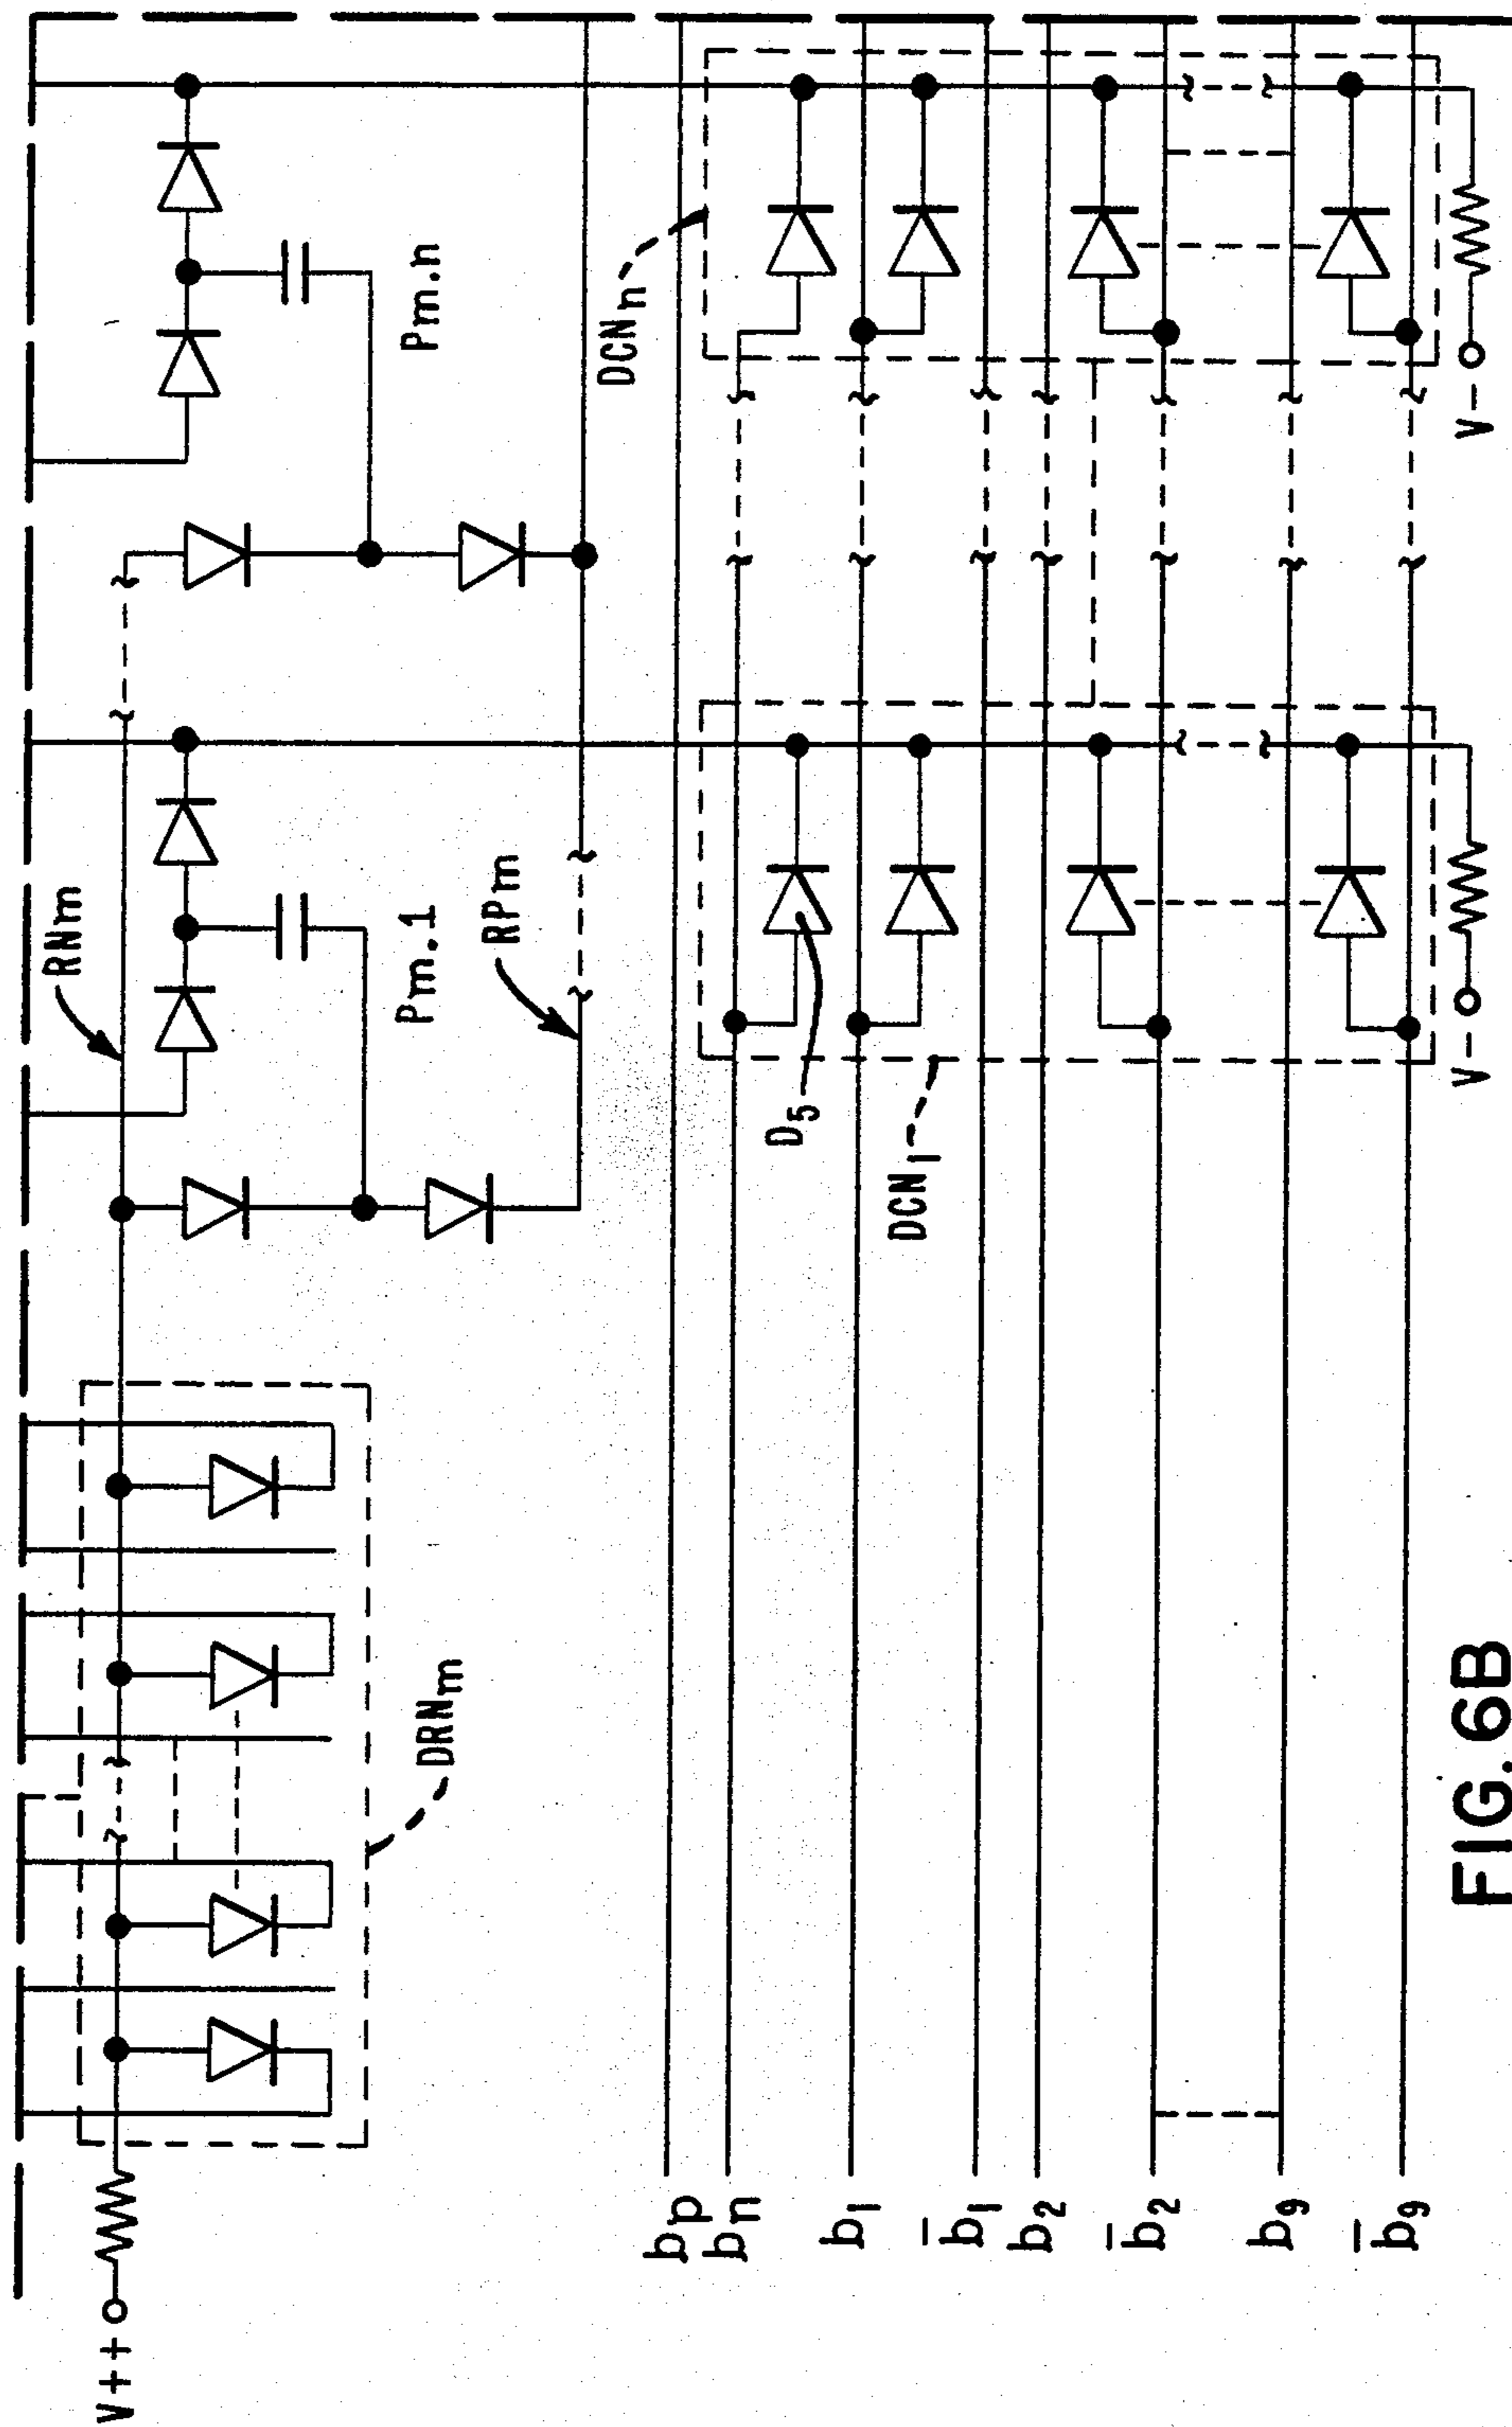 V++
RNm
DRNm
Pm.1
RPm
Pm.n
bp
bn
b1
b̅1
b2
b̅2
b9
b̅9
D5
DCN1
DCNn
V-
V-
FIG. 6B